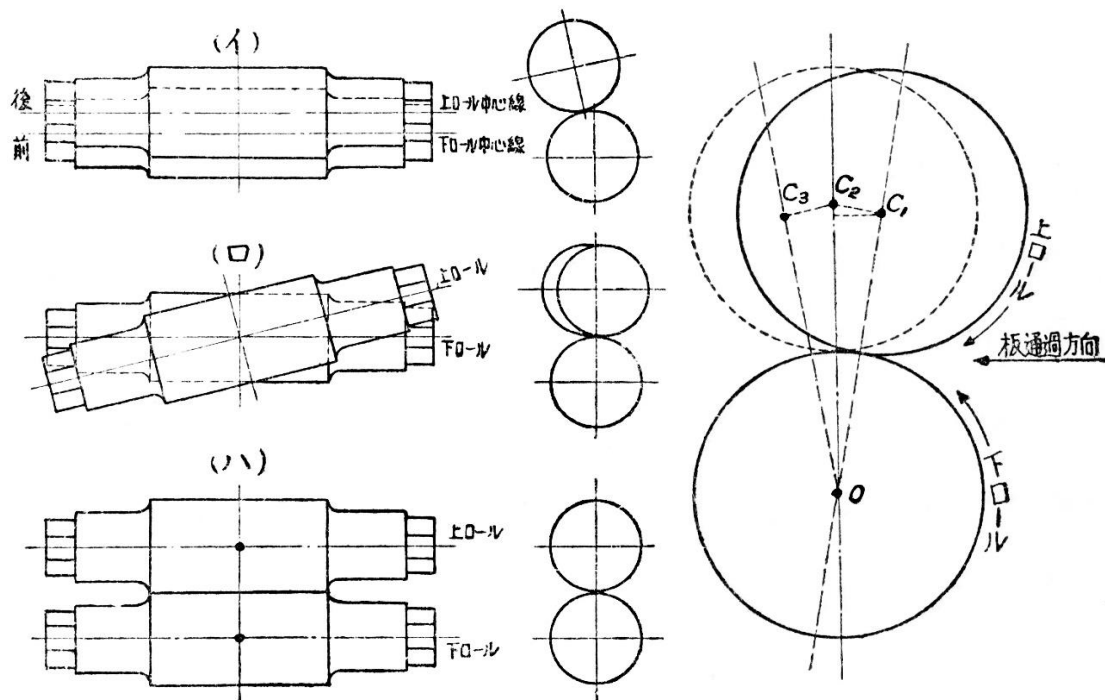 (イ)
後
前
上ロール中心線
下ロール中心線
(ロ)
上ロール
下ロール
(ハ)
上ロール
下ロール
C₃
C₂
C₁
上ロール
板通過方向
O
下ロール